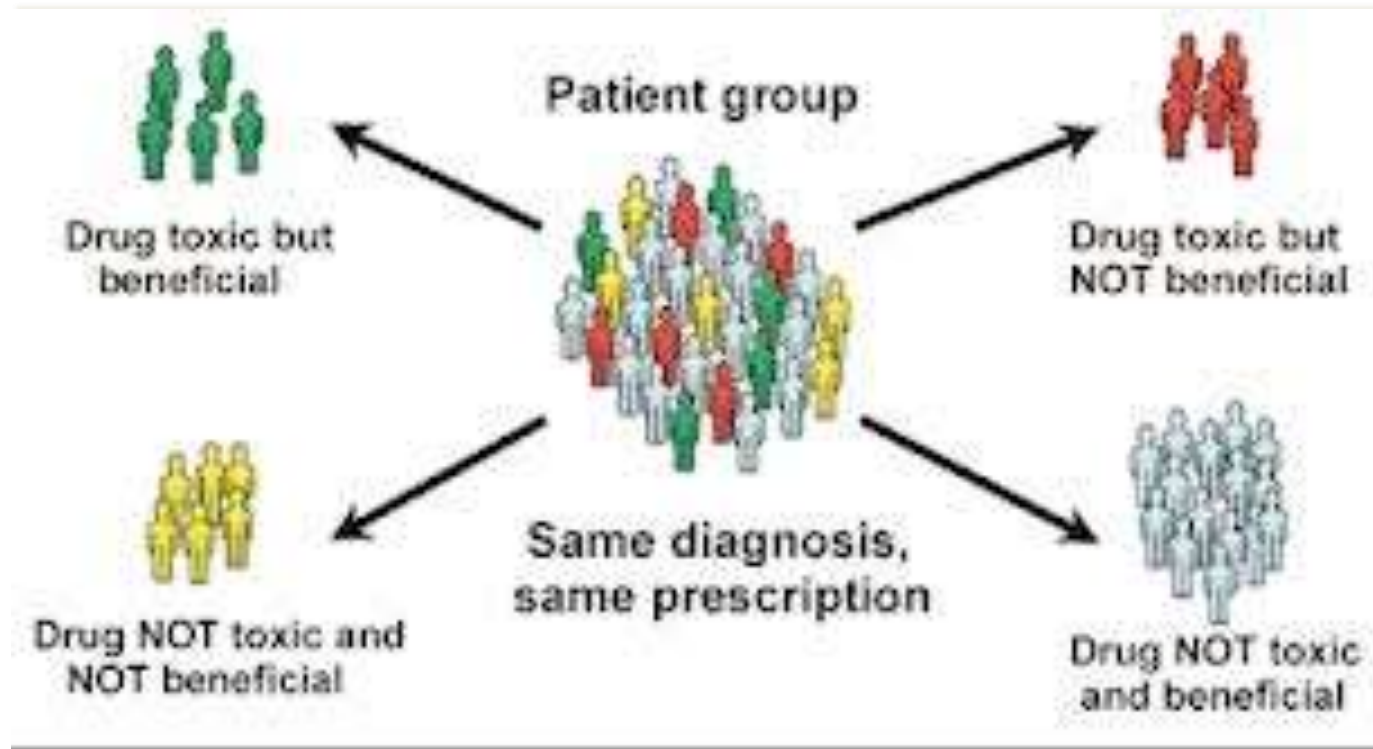 Patient group
Drug toxic but
beneficial
Drug toxic but
NOT beneficial
Same diagnosis,
same prescription
Drug NOT toxic and
NOT beneficial
Drug NOT toxic
and beneficial